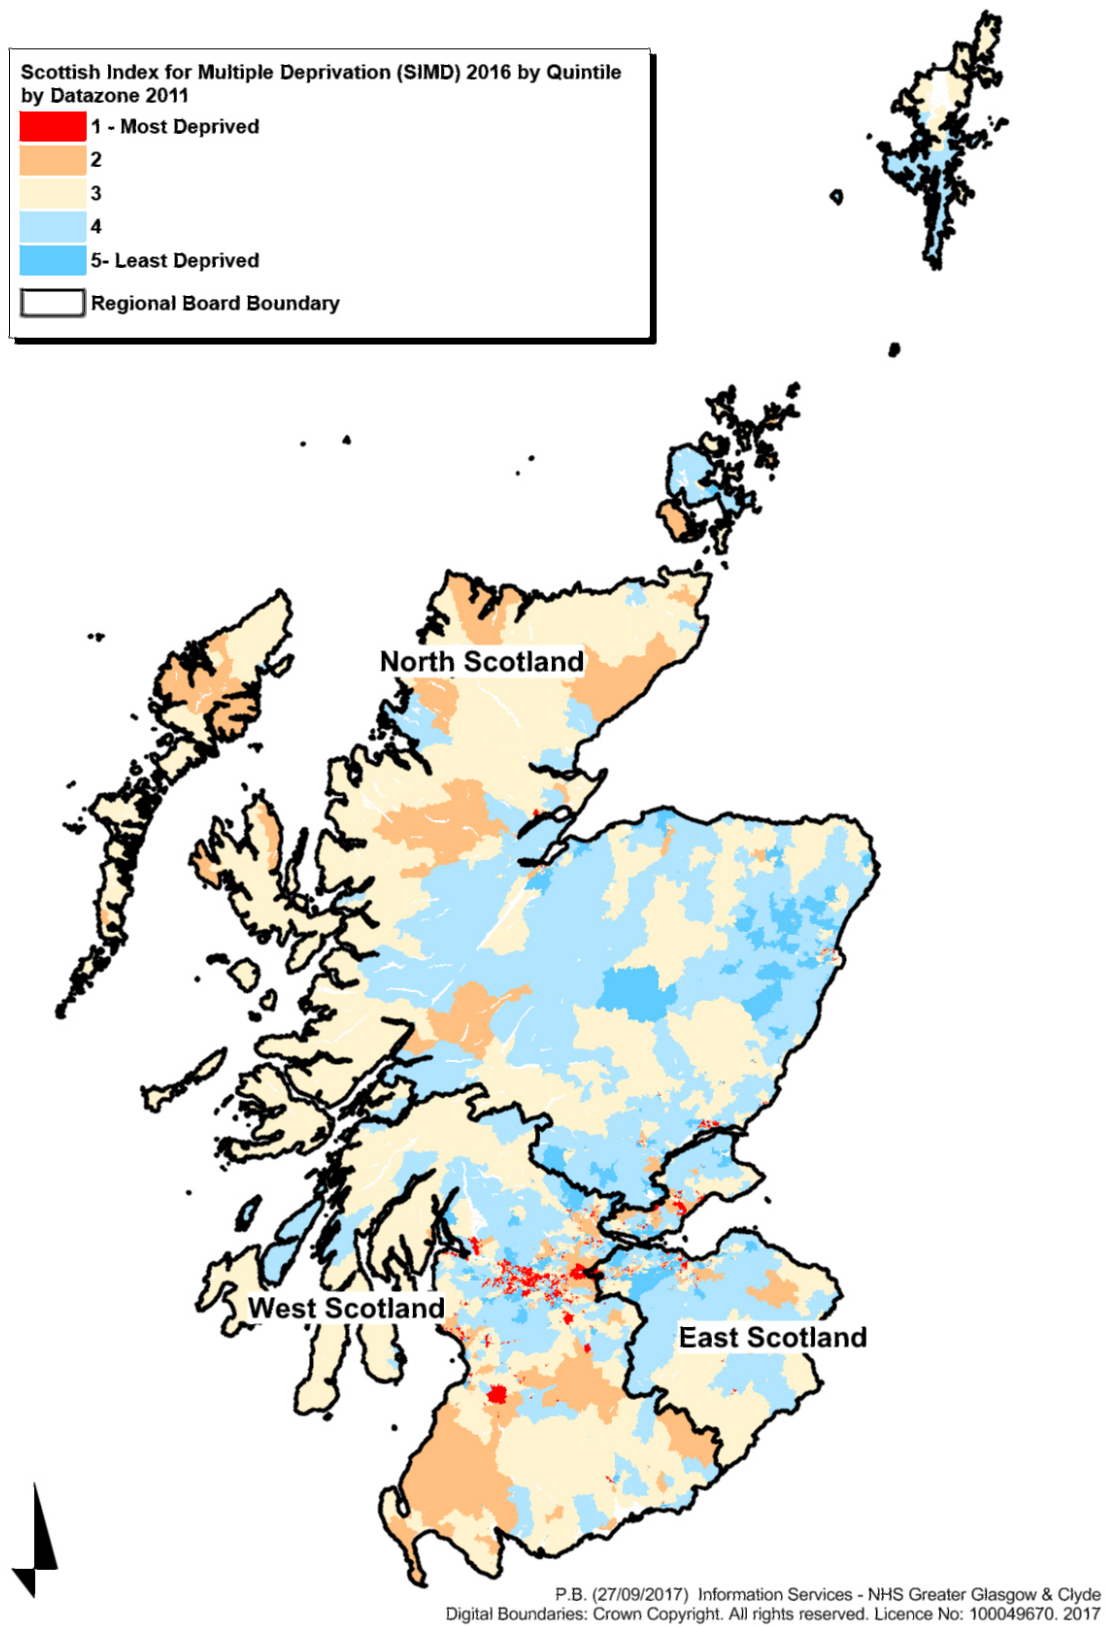 Scottish Index for Multiple Deprivation (SIMD) 2016 by Quintile
by Datazone 2011
1 - Most Deprived
2
3
4
5- Least Deprived
Regional Board Boundary
North Scotland
West Scotland
East Scotland
P.B. (27/09/2017) Information Services - NHS Greater Glasgow & Clyde
Digital Boundaries: Crown Copyright. All rights reserved. Licence No: 100049670. 2017